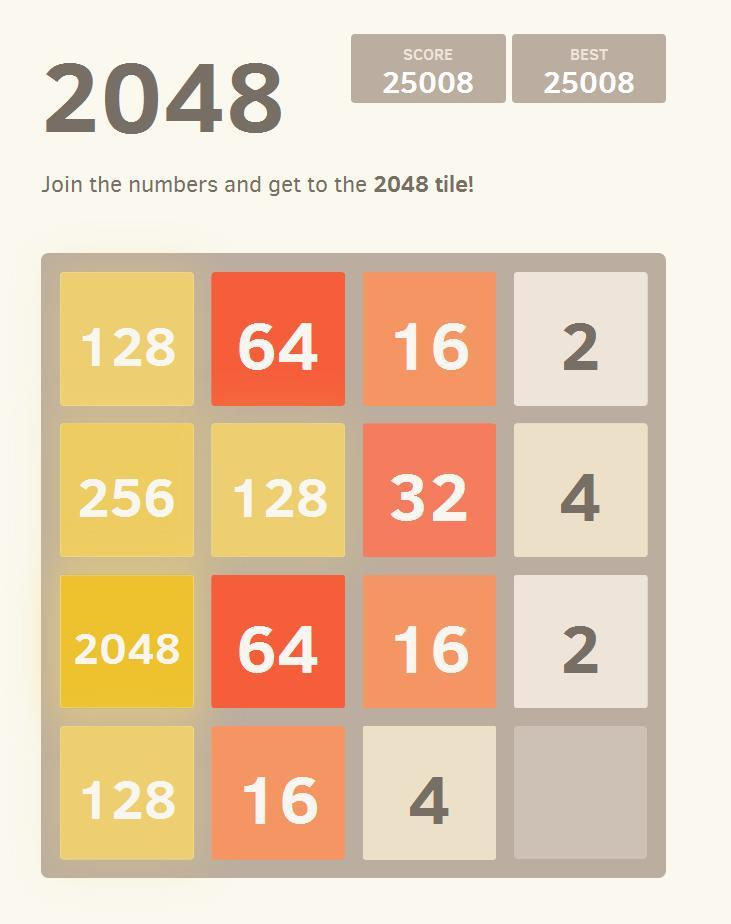 2048
SCORE BEST
25008 25008
Join the numbers and get to the 2048 tile!
128 64 16 2
256 128 32 4
2048 64 16 2
128 16 4